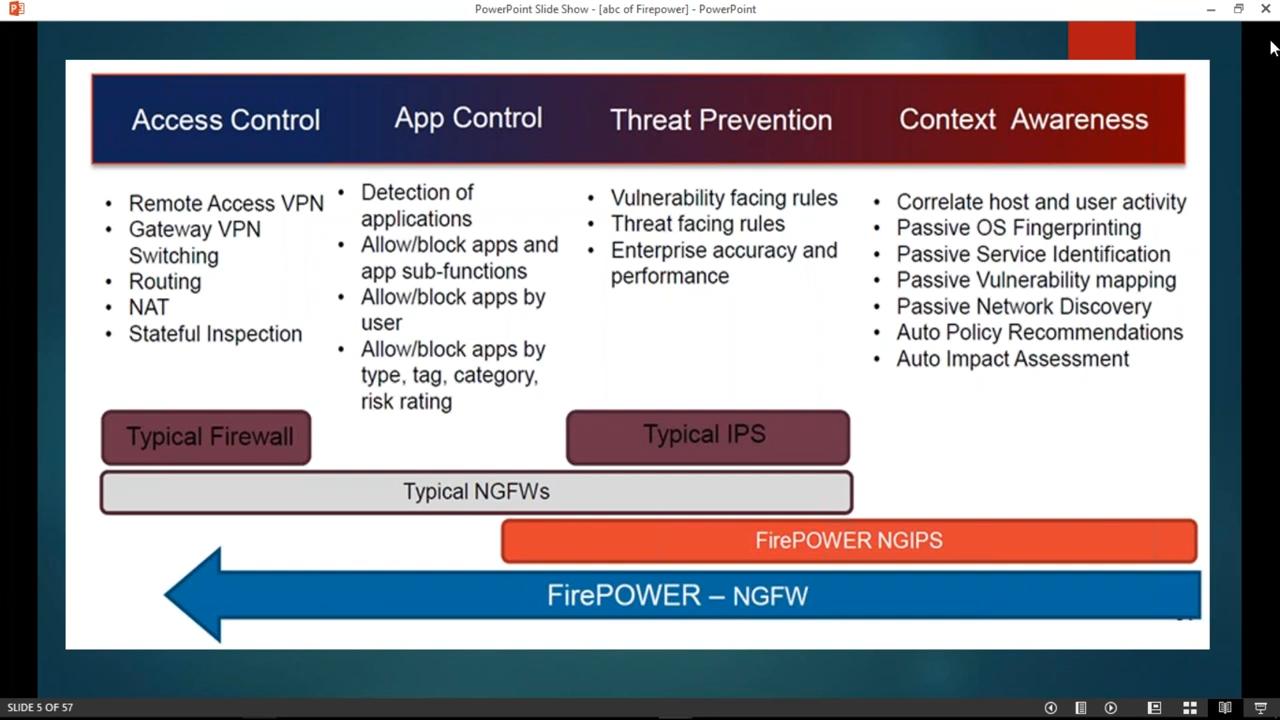 PowerPoint Slide Show - [abc of Firepower] - PowerPoint
Access Control
App Control
Threat Prevention
Context Awareness
• Remote Access VPN
• Gateway VPN
Switching
• Routing
• NAT
• Stateful Inspection
• Detection of
applications
• Allow/block apps and
app sub-functions
• Allow/block apps by
user
• Allow/block apps by
type, tag, category,
risk rating
• Vulnerability facing rules
• Threat facing rules
• Enterprise accuracy and
performance
• Correlate host and user activity
• Passive OS Fingerprinting
• Passive Service Identification
• Passive Vulnerability mapping
• Passive Network Discovery
• Auto Policy Recommendations
• Auto Impact Assessment
Typical Firewall
Typical IPS
Typical NGFWs
FirePOWER NGIPS
FirePOWER – NGFW
SLIDE 5 OF 57